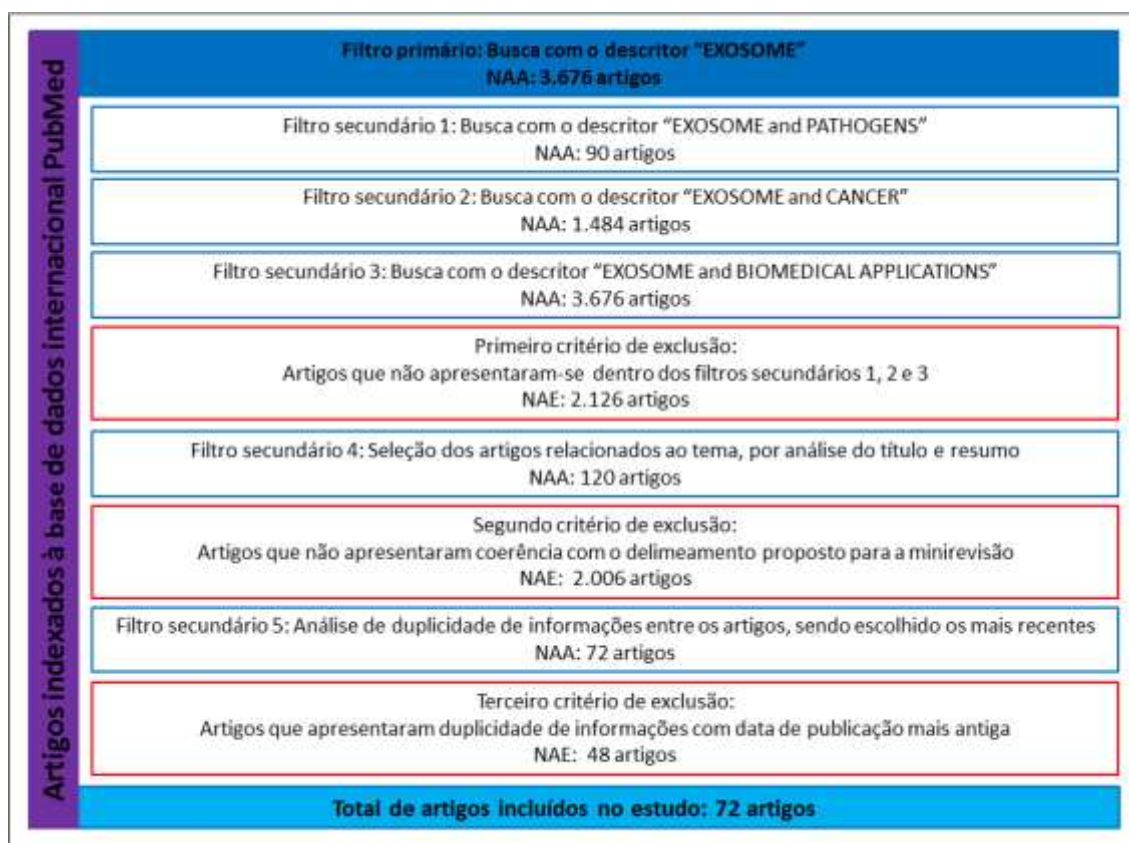 Artigos indexados à base de dados internacional PubMed
Filtro primário: Busca com o descritor “EXOSOME”
NAA: 3.676 artigos
Filtro secundário 1: Busca com o descritor “EXOSOME and PATHOGENS”
NAA: 90 artigos
Filtro secundário 2: Busca com o descritor “EXOSOME and CANCER”
NAA: 1.484 artigos
Filtro secundário 3: Busca com o descritor “EXOSOME and BIOMEDICAL APPLICATIONS”
NAA: 3.676 artigos
Primeiro critério de exclusão:
Artigos que não apresentaram-se dentro dos filtros secundários 1, 2 e 3
NAE: 2.126 artigos
Filtro secundário 4: Seleção dos artigos relacionados ao tema, por análise do título e resumo
NAA: 120 artigos
Segundo critério de exclusão:
Artigos que não apresentaram coerência com o delimeamento proposto para a minirevisão
NAE: 2.006 artigos
Filtro secundário 5: Análise de duplicidade de informações entre os artigos, sendo escolhido os mais recentes
NAA: 72 artigos
Terceiro critério de exclusão:
Artigos que apresentaram duplicidade de informações com data de publicação mais antiga
NAE: 48 artigos
Total de artigos incluídos no estudo: 72 artigos